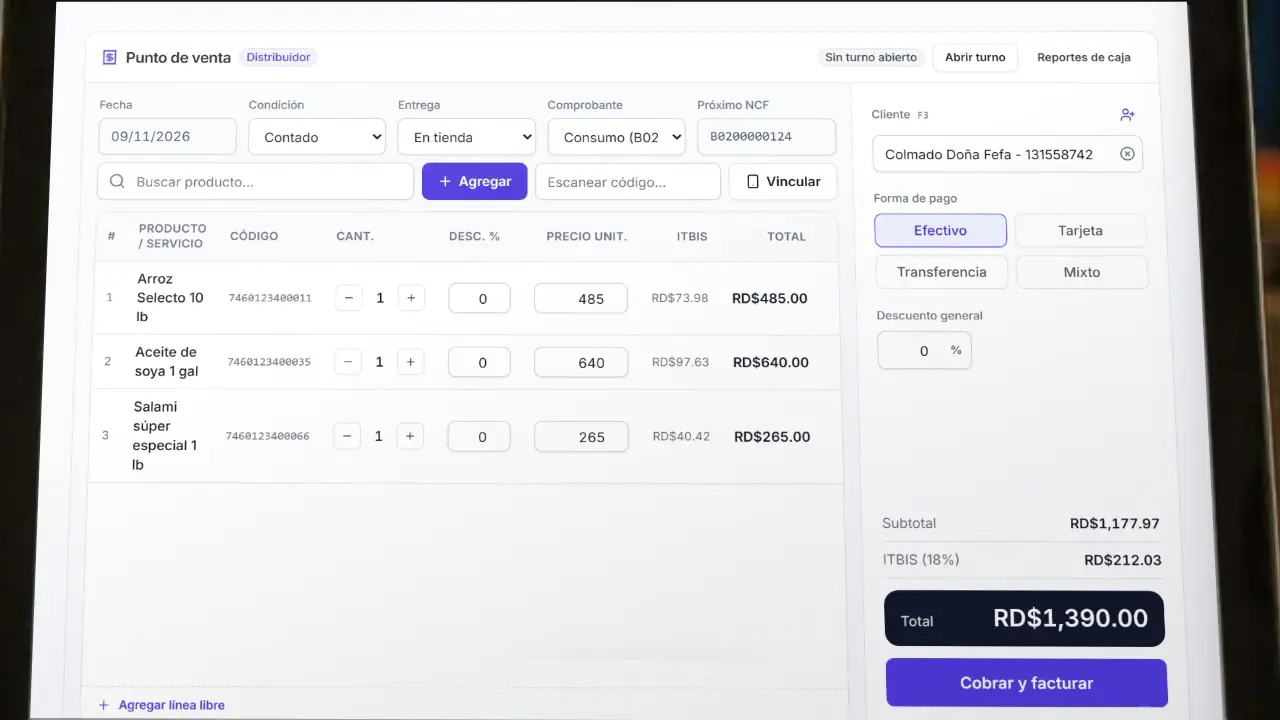 Punto de venta Distribuidor Sin turno abierto Abrir turno Reportes de caja
Fecha Condición Entrega Comprobante Próximo NCF
09/11/2026 Contado En tienda Consumo (B02 B0200000124
Buscar producto... + Agregar Escanear código... Vincular
# PRODUCTO / SERVICIO CÓDIGO CANT. DESC. % PRECIO UNIT. ITBIS TOTAL
1 Arroz Selecto 10 lb 7460123400011 − 1 + 0 485 RD$73.98 RD$485.00
2 Aceite de soya 1 gal 7460123400035 − 1 + 0 640 RD$97.63 RD$640.00
3 Salami súper especial 1 lb 7460123400066 − 1 + 0 265 RD$40.42 RD$265.00
+ Agregar línea libre
Cliente F3
Colmado Doña Fefa - 131558742
Forma de pago
Efectivo Tarjeta
Transferencia Mixto
Descuento general
0 %
Subtotal RD$1,177.97
ITBIS (18%) RD$212.03
Total RD$1,390.00
Cobrar y facturar